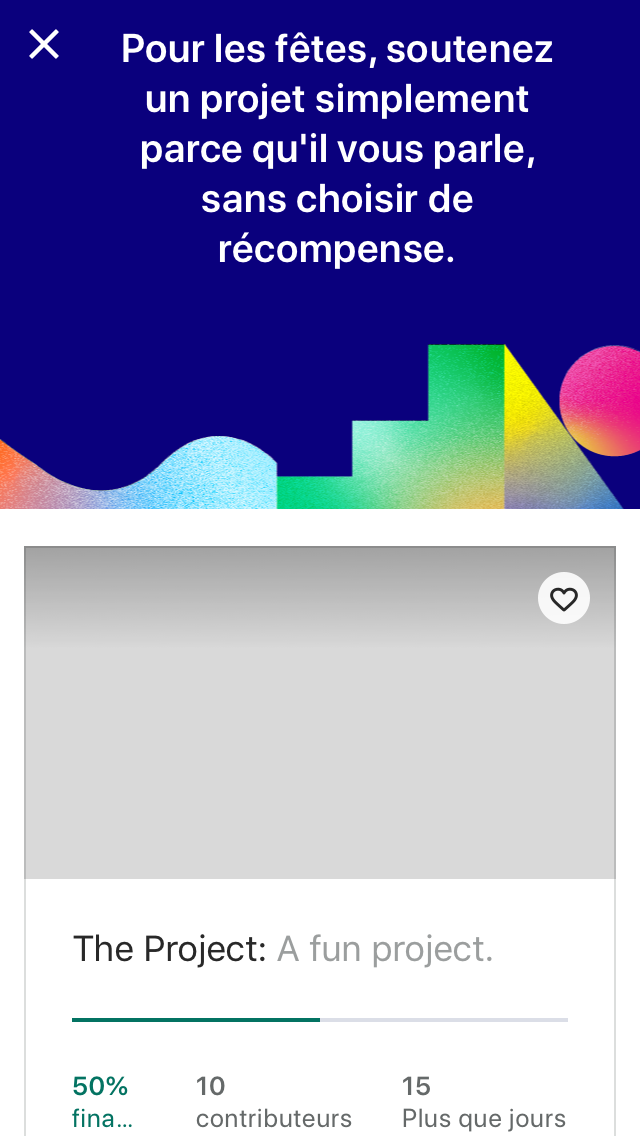 Pour les fêtes, soutenez
un projet simplement
parce qu'il vous parle,
sans choisir de
récompense.
The Project: A fun project.
50%
fina...
10
contributeurs
15
Plus que jours